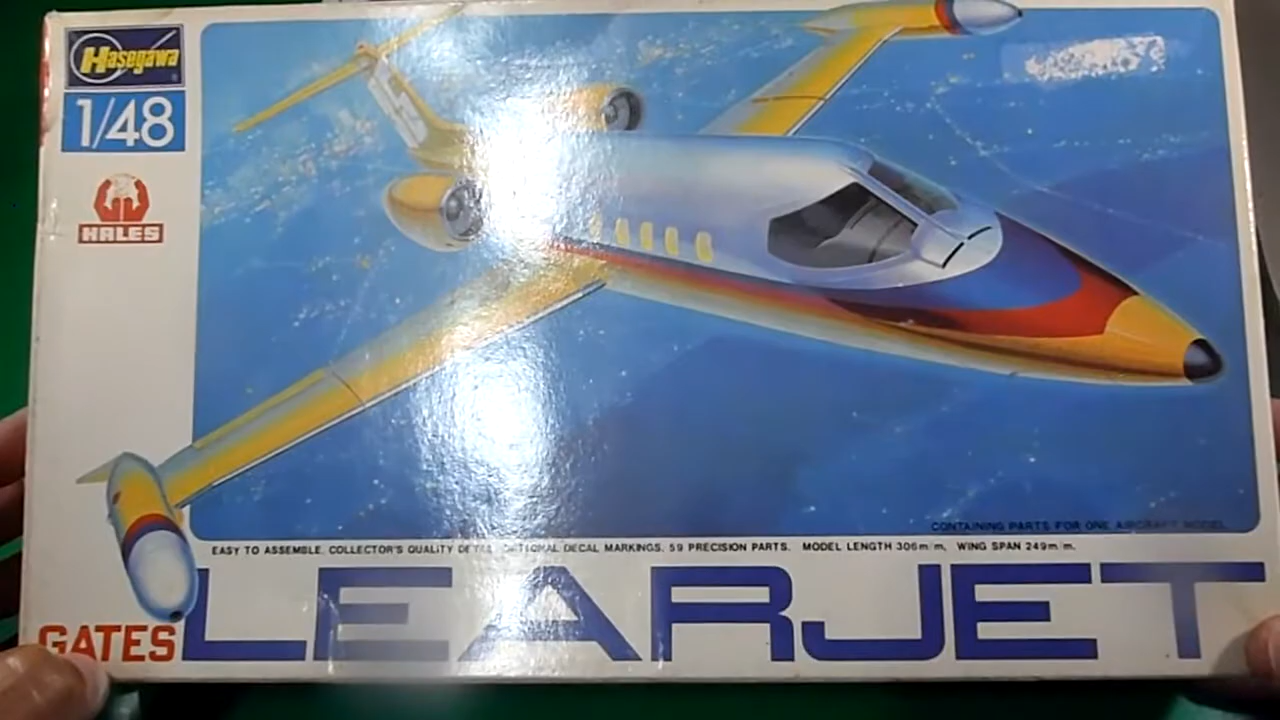 Hasegawa
1/48
HALES
CONTAINING PARTS FOR ONE AIRCRAFT MODEL
EASY TO ASSEMBLE. COLLECTOR'S QUALITY DETAIL. OPTIONAL DECAL MARKINGS. 59 PRECISION PARTS. MODEL LENGTH 306m/m, WING SPAN 249m/m.
GATES LEARJET